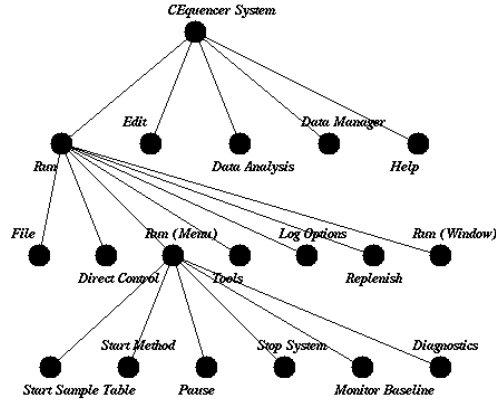 CEquencer System
Edit
Data Manager
Run
Data Analysis
Help
File
Run (Menu)
Log Options
Run (Window)
Direct Control
Tools
Replenish
Start Method
Stop System
Diagnostics
Start Sample Table
Pause
Monitor Baseline